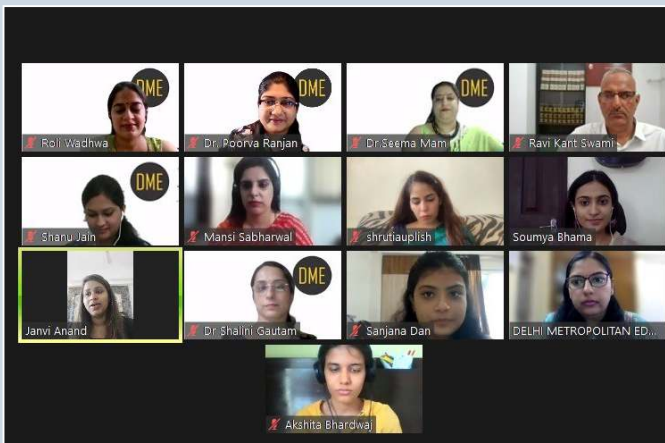 DME
DME
DME
Roli Wadhwa
Dr. Poorva Ranjan
Dr Seema Mam
Ravi Kant Swami
DME
Shanu Jain
Mansi Sabharwal
shrutiauplish
Soumya Bhama
DME
Janvi Anand
Dr Shalini Gautam
Sanjana Dan
DELHI METROPOLITAN ED...
Akshita Bhardwaj